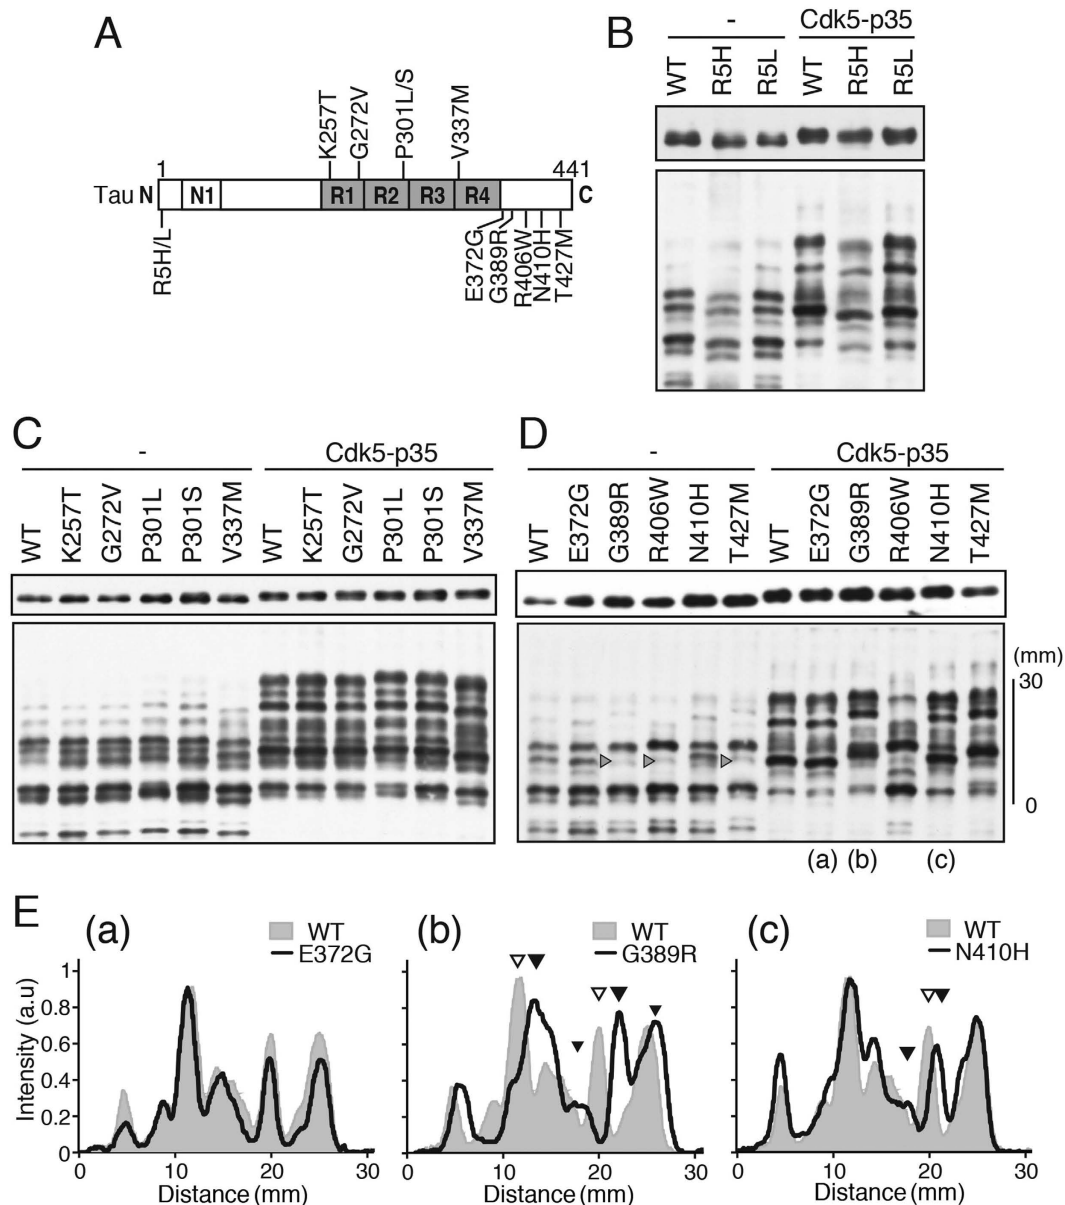 A
K257T
G272V
P301L/S
V337M
1
441
Tau N
N1
R1
R2
R3
R4
C
R5H/L
E372G
G389R
R406W
N410H
T427M
B
-
Cdk5-p35
WT
R5H
R5L
WT
R5H
R5L
C
-
Cdk5-p35
WT
K257T
G272V
P301L
P301S
V337M
WT
K257T
G272V
P301L
P301S
V337M
D
-
Cdk5-p35
WT
E372G
G389R
R406W
N410H
T427M
WT
E372G
G389R
R406W
N410H
T427M
(mm)
30
0
(a)
(b)
(c)
E
(a)
WT
E372G
Intensity (a.u)
1
0.8
0.6
0.4
0.2
0
0
10
20
30
Distance (mm)
(b)
WT
G389R
0
10
20
30
Distance (mm)
(c)
WT
N410H
0
10
20
30
Distance (mm)